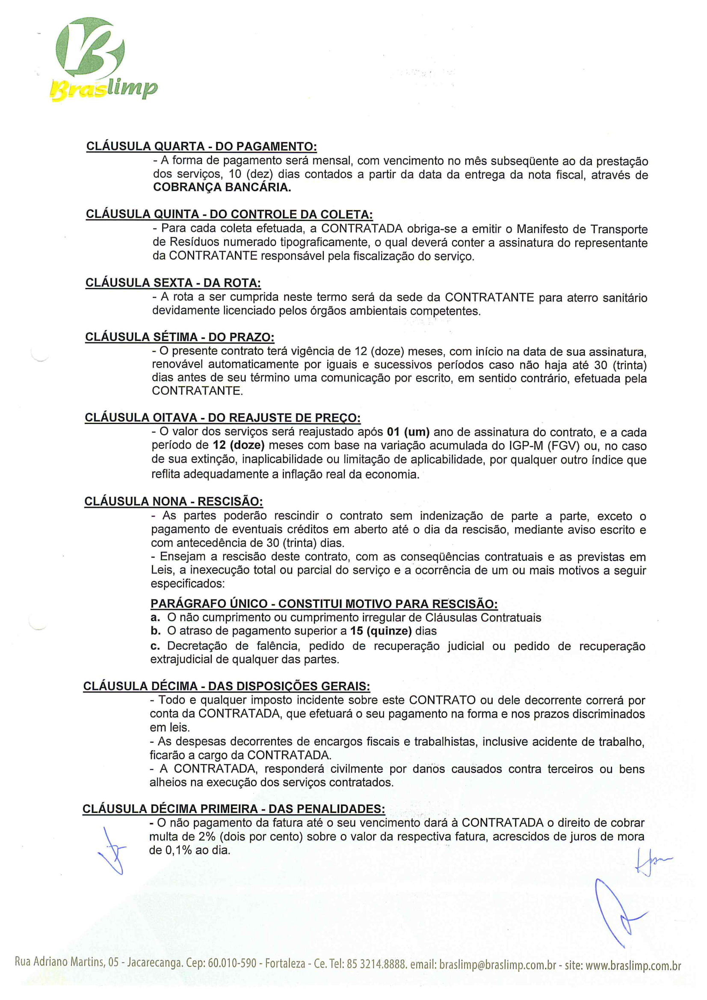 Braslimp
CLÁUSULA QUARTA - DO PAGAMENTO:
- A forma de pagamento será mensal, com vencimento no mês subseqüente ao da prestação
dos serviços, 10 (dez) dias contados a partir da data da entrega da nota fiscal, através de
COBRANÇA BANCÁRIA.
CLÁUSULA QUINTA - DO CONTROLE DA COLETA:
- Para cada coleta efetuada, a CONTRATADA obriga-se a emitir o Manifesto de Transporte
de Resíduos numerado tipograficamente, o qual deverá conter a assinatura do representante
da CONTRATANTE responsável pela fiscalização do serviço.
CLÁUSULA SEXTA - DA ROTA:
- A rota a ser cumprida neste termo será da sede da CONTRATANTE para aterro sanitário
devidamente licenciado pelos órgãos ambientais competentes.
CLÁUSULA SÉTIMA - DO PRAZO:
- O presente contrato terá vigência de 12 (doze) meses, com início na data de sua assinatura,
renovável automaticamente por iguais e sucessivos períodos caso não haja até 30 (trinta)
dias antes de seu término uma comunicação por escrito, em sentido contrário, efetuada pela
CONTRATANTE.
CLÁUSULA OITAVA - DO REAJUSTE DE PREÇO:
- O valor dos serviços será reajustado após 01 (um) ano de assinatura do contrato, e a cada
período de 12 (doze) meses com base na variação acumulada do IGP-M (FGV) ou, no caso
de sua extinção, inaplicabilidade ou limitação de aplicabilidade, por qualquer outro índice que
reflita adequadamente a inflação real da economia.
CLÁUSULA NONA - RESCISÃO:
- As partes poderão rescindir o contrato sem indenização de parte a parte, exceto o
pagamento de eventuais créditos em aberto até o dia da rescisão, mediante aviso escrito e
com antecedência de 30 (trinta) dias.
- Ensejam a rescisão deste contrato, com as conseqüências contratuais e as previstas em
Leis, a inexecução total ou parcial do serviço e a ocorrência de um ou mais motivos a seguir
especificados:
PARÁGRAFO ÚNICO - CONSTITUI MOTIVO PARA RESCISÃO:
a. O não cumprimento ou cumprimento irregular de Cláusulas Contratuais
b. O atraso de pagamento superior a 15 (quinze) dias
c. Decretação de falência, pedido de recuperação judicial ou pedido de recuperação
extrajudicial de qualquer das partes.
CLÁUSULA DÉCIMA - DAS DISPOSIÇÕES GERAIS:
- Todo e qualquer imposto incidente sobre este CONTRATO ou dele decorrente correrá por
conta da CONTRATADA, que efetuará o seu pagamento na forma e nos prazos discriminados
em leis.
- As despesas decorrentes de encargos fiscais e trabalhistas, inclusive acidente de trabalho,
ficarão a cargo da CONTRATADA.
- A CONTRATADA, responderá civilmente por danos causados contra terceiros ou bens
alheios na execução dos serviços contratados.
CLÁUSULA DÉCIMA PRIMEIRA - DAS PENALIDADES:
- O não pagamento da fatura até o seu vencimento dará à CONTRATADA o direito de cobrar
multa de 2% (dois por cento) sobre o valor da respectiva fatura, acrescidos de juros de mora
de 0,1% ao dia.
Rua Adriano Martins, 05 - Jacarecanga. Cep: 60.010-590 - Fortaleza - Ce. Tel: 85 3214.8888. email: braslimp@braslimp.com.br - site: www.braslimp.com.br